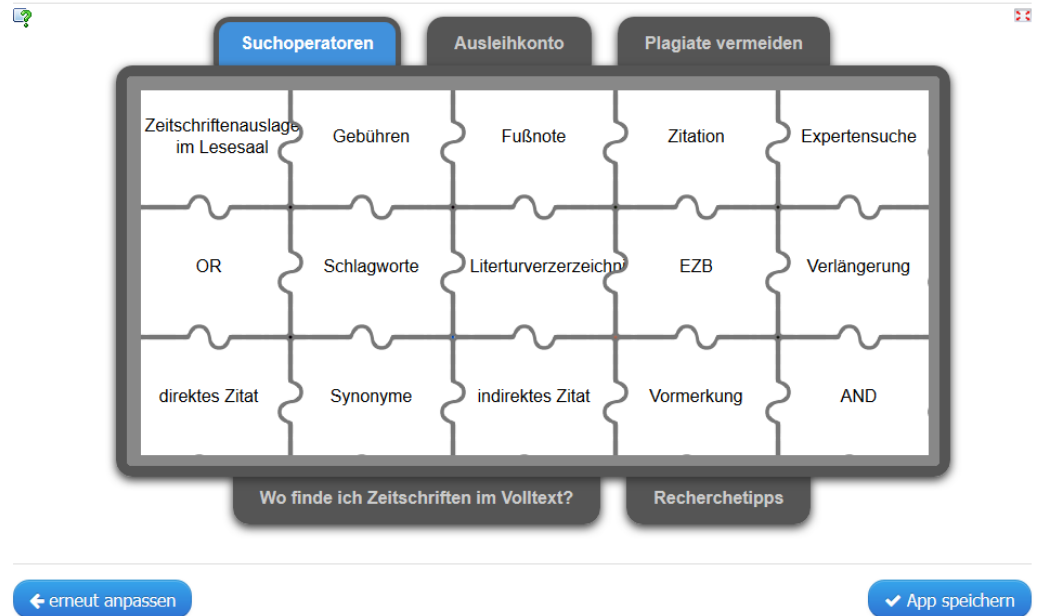 Suchoperatoren
Ausleihkonto
Plagiate vermeiden
Zeitschriftenauslage
im Lesesaal
Gebühren
Fußnote
Zitation
Expertensuche
OR
Schlagworte
Literturverzerzeichni
EZB
Verlängerung
direktes Zitat
Synonyme
indirektes Zitat
Vormerkung
AND
Wo finde ich Zeitschriften im Volltext?
Recherchetipps
erneut anpassen
App speichern